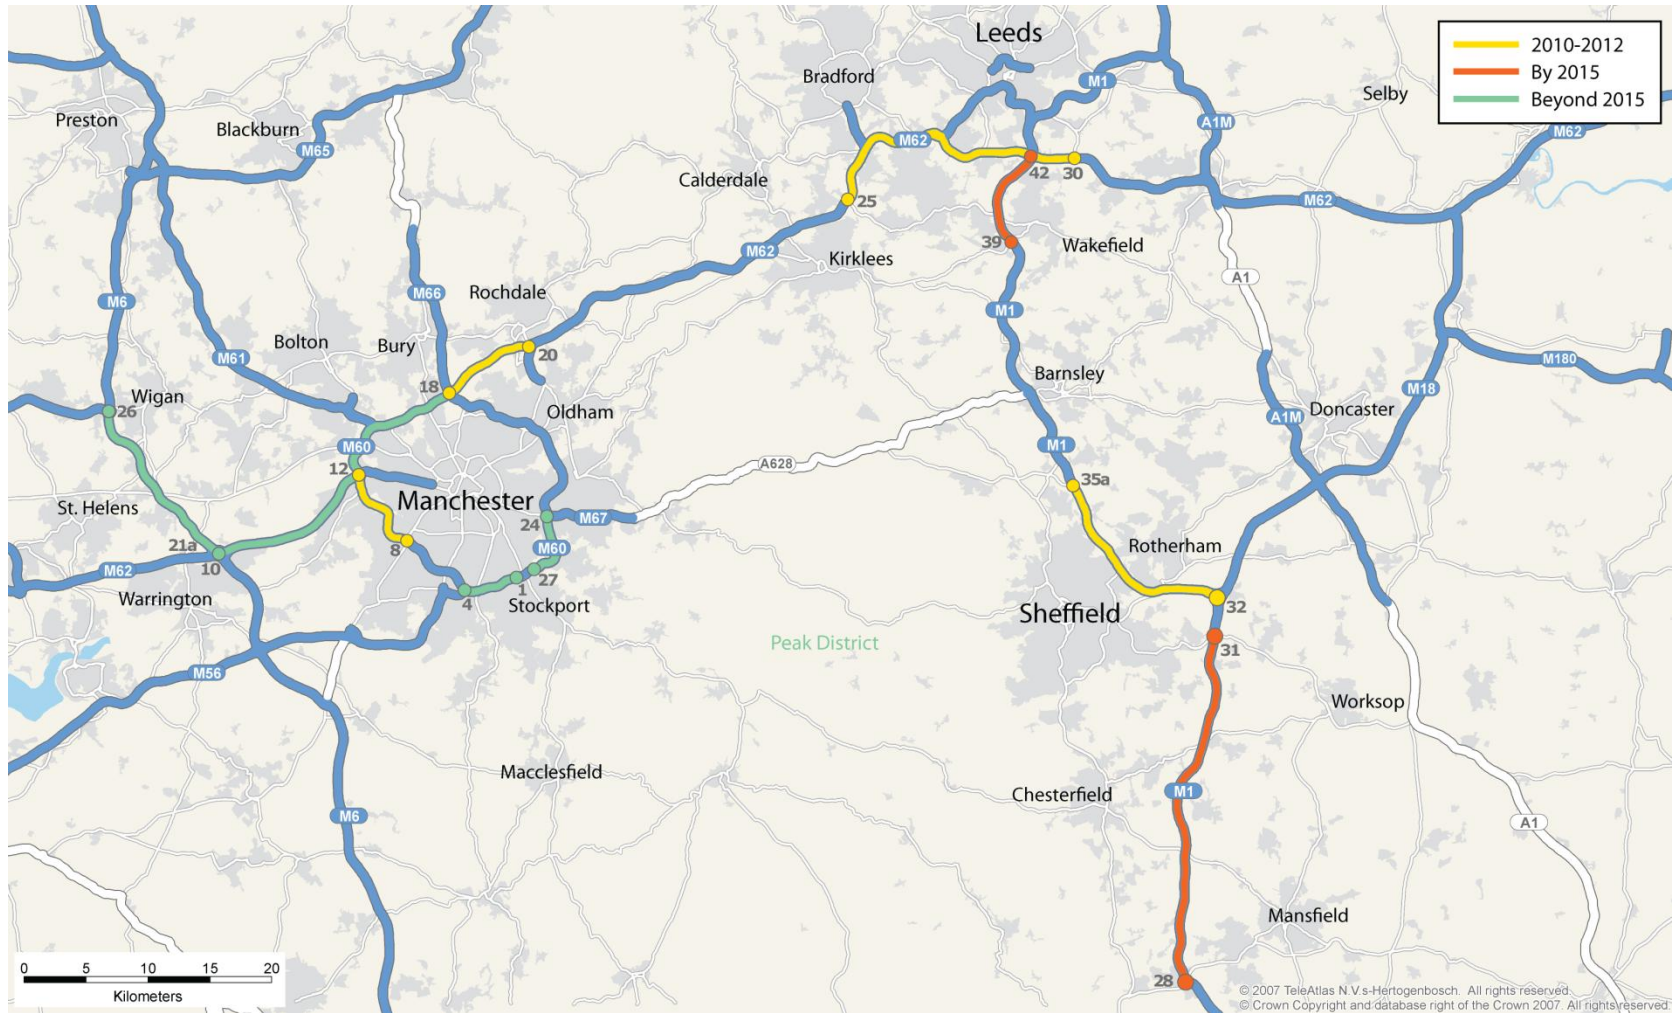 Leeds
2010-2012
Bradford
By 2015
M1
Selby
Beyond 2015
Preston
Blackburn
A1M
M62
M62
M65
42
30
Calderdale
25
M62
39
Wakefield
M62
Kirklees
A1
M66
Rochdale
M6
M1
Bolton
Bury
20
M61
M180
Barnsley
18
M18
Wigan
26
Oldham
Doncaster
A1M
M60
M1
12
A628
35a
Manchester
St. Helens
24
M67
21a
8
M60
Rotherham
10
M62
27
1
Warrington
4
Stockport
32
Sheffield
Peak District
31
M56
Worksop
Macclesfield
Chesterfield
M1
M6
A1
Mansfield
0 5 10 15 20
Kilometers
28
© 2007 TeleAtlas N.V.s-Hertogenbosch. All rights reserved.
© Crown Copyright and database right of the Crown 2007. All rights reserved.